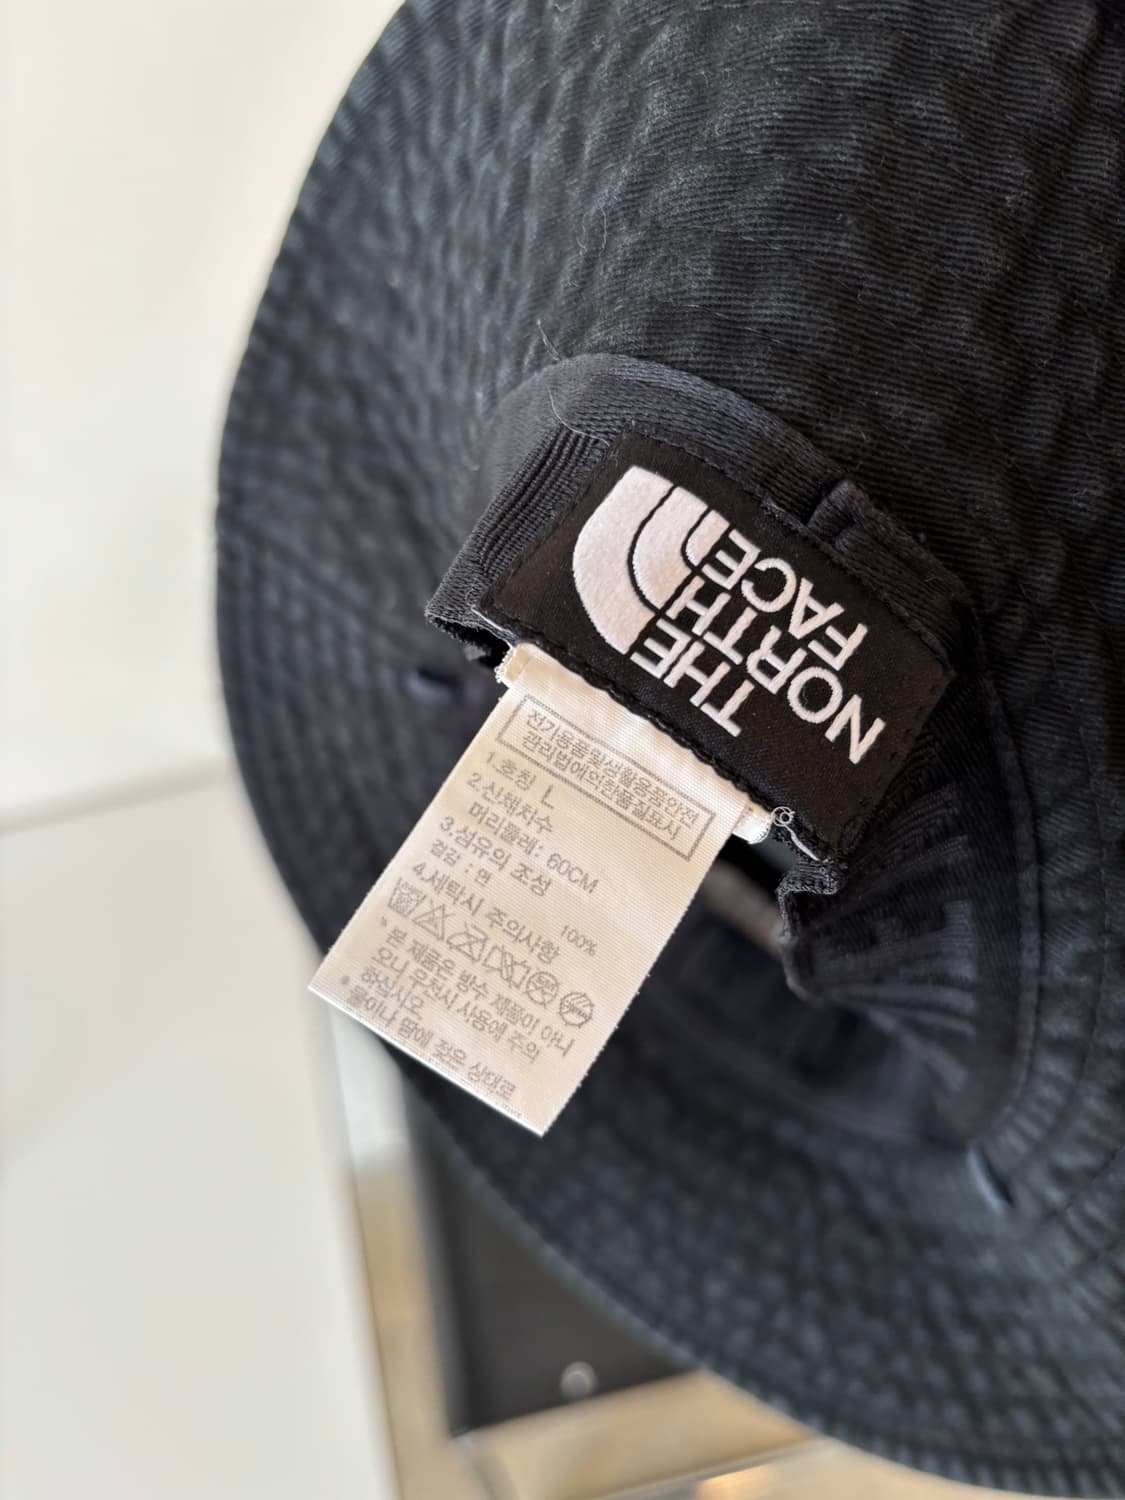 THE
NORTH
FACE
전기용품및생활용품안전
관리법에의한품질표시
1.호칭 L
2.신체치수
머리둘레: 60CM
3.섬유의 조성
겉감 : 면 100%
4.세탁시 주의사항
* 본 제품은 방수 제품이 아니
오니 우천시 사용에 주의
하십시오
* 물이나 땀에 젖은 상태로